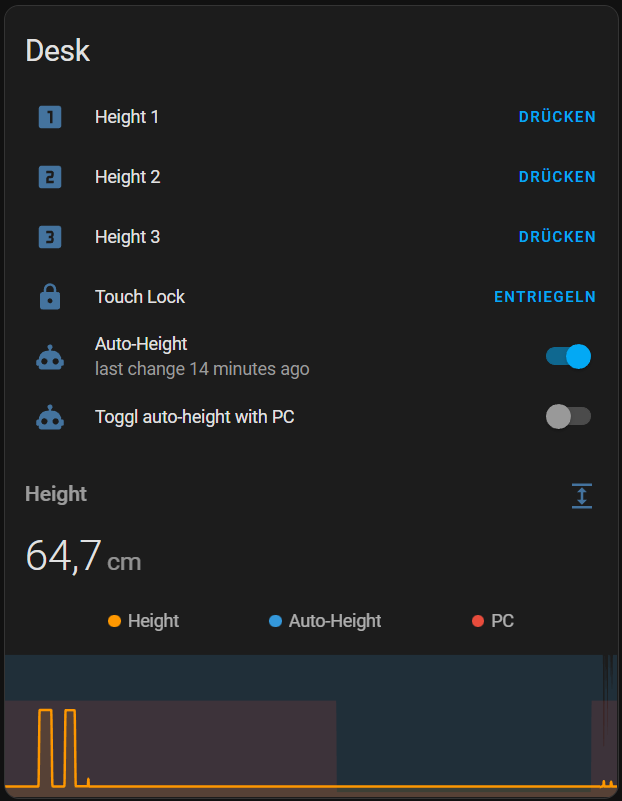 Desk
1 Height 1 DRÜCKEN
2 Height 2 DRÜCKEN
3 Height 3 DRÜCKEN
Touch Lock ENTRIEGELN
Auto-Height
last change 14 minutes ago
Toggl auto-height with PC
Height
64,7 cm
Height Auto-Height PC